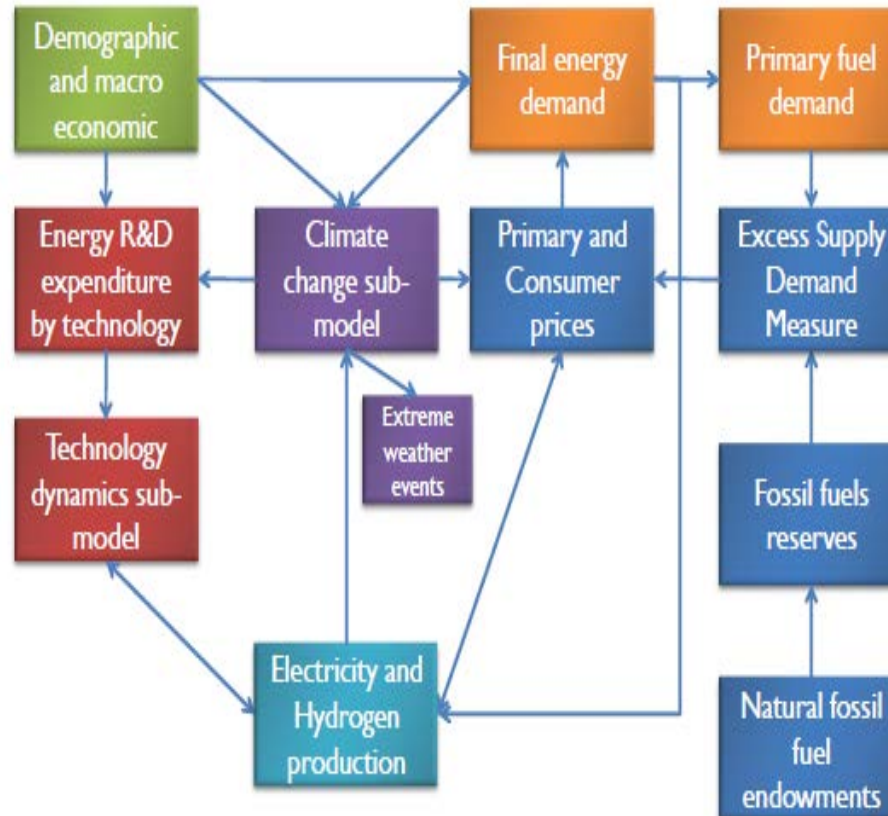 Demographic
and macro
economic
Final energy
demand
Primary fuel
demand
Energy R&D
expenditure
by technology
Climate
change sub-
model
Primary and
Consumer
prices
Excess Supply
Demand
Measure
Technology
dynamics sub-
model
Extreme
weather
events
Fossil fuels
reserves
Electricity and
Hydrogen
production
Natural fossil
fuel
endowments